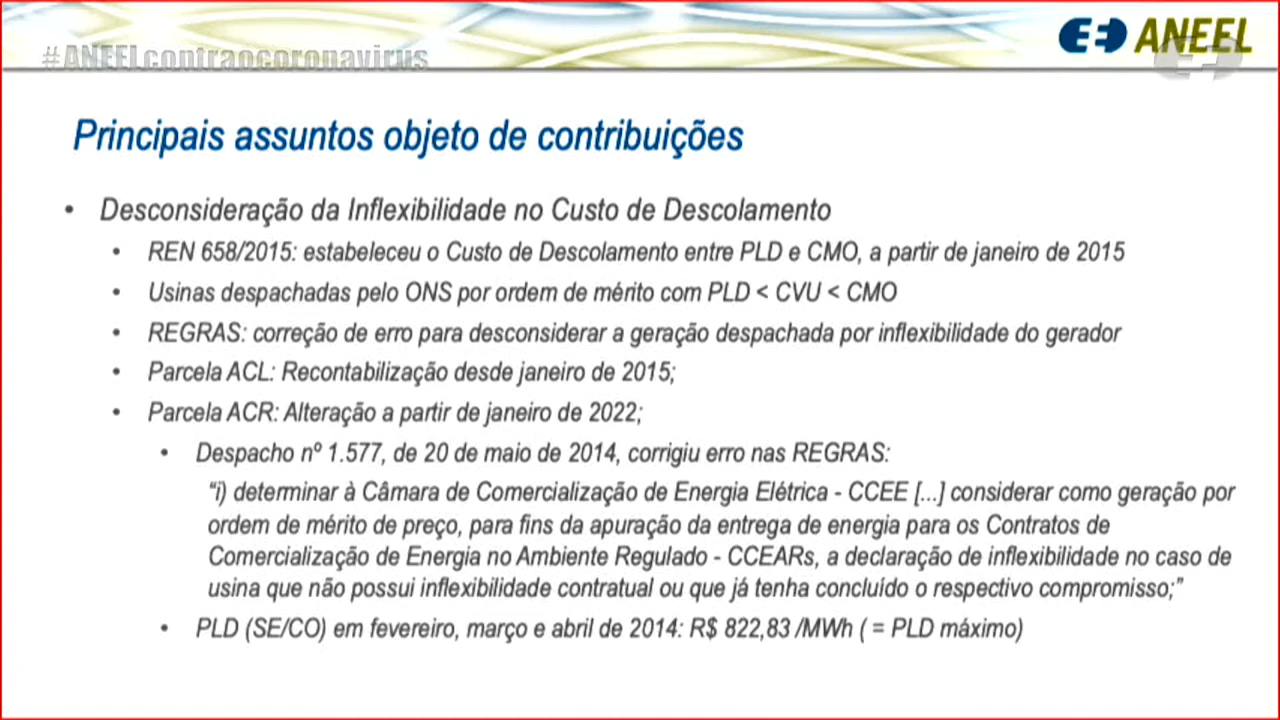 #ANEELcontraocoronavirus
ANEEL
Principais assuntos objeto de contribuições
• Desconsideração da Inflexibilidade no Custo de Descolamento
• REN 658/2015: estabeleceu o Custo de Descolamento entre PLD e CMO, a partir de janeiro de 2015
• Usinas despachadas pelo ONS por ordem de mérito com PLD < CVU < CMO
• REGRAS: correção de erro para desconsiderar a geração despachada por inflexibilidade do gerador
• Parcela ACL: Recontabilização desde janeiro de 2015;
• Parcela ACR: Alteração a partir de janeiro de 2022;
• Despacho nº 1.577, de 20 de maio de 2014, corrigiu erro nas REGRAS:
“i) determinar à Câmara de Comercialização de Energia Elétrica - CCEE [...] considerar como geração por
ordem de mérito de preço, para fins da apuração da entrega de energia para os Contratos de
Comercialização de Energia no Ambiente Regulado - CCEARs, a declaração de inflexibilidade no caso de
usina que não possui inflexibilidade contratual ou que já tenha concluído o respectivo compromisso;”
• PLD (SE/CO) em fevereiro, março e abril de 2014: R$ 822,83 /MWh ( = PLD máximo)